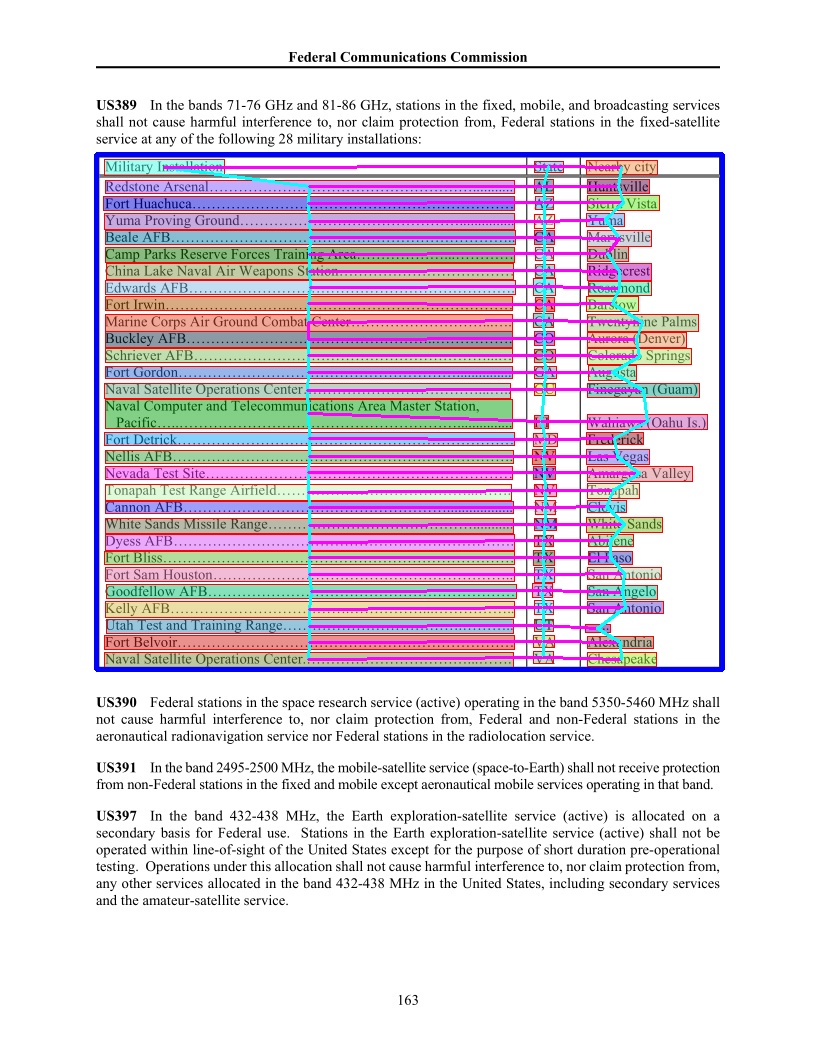 Federal Communications Commission
US389 In the bands 71-76 GHz and 81-86 GHz, stations in the fixed, mobile, and broadcasting services
shall not cause harmful interference to, nor claim protection from, Federal stations in the fixed-satellite
service at any of the following 28 military installations:
Military Installation State Nearby city
Redstone Arsenal…… AL Huntsville
Fort Huachuca…… AZ Sierra Vista
Yuma Proving Ground…… AZ Yuma
Beale AFB…… CA Marysville
Camp Parks Reserve Forces Training Area…… CA Dublin
China Lake Naval Air Weapons Station…… CA Ridgecrest
Edwards AFB…… CA Rosamond
Fort Irwin…… CA Barstow
Marine Corps Air Ground Combat Center…… CA Twentynine Palms
Buckley AFB…… CO Aurora (Denver)
Schriever AFB…… CO Colorado Springs
Fort Gordon…… GA Augusta
Naval Satellite Operations Center…… Finegayan (Guam)
Naval Computer and Telecommunications Area Master Station,
Pacific…… Wahiawa (Oahu Is.)
Fort Detrick…… MD Frederick
Nellis AFB…… NV Las Vegas
Nevada Test Site…… NV Amargosa Valley
Tonapah Test Range Airfield…… NV Tonapah
Cannon AFB…… NM Clovis
White Sands Missile Range…… NM White Sands
Dyess AFB…… TX Abilene
Fort Bliss…… TX El Paso
Fort Sam Houston…… TX San Antonio
Goodfellow AFB…… TX San Angelo
Kelly AFB…… TX San Antonio
Utah Test and Training Range…… UT
Fort Belvoir…… VA Alexandria
Naval Satellite Operations Center…… VA Chesapeake
US390 Federal stations in the space research service (active) operating in the band 5350-5460 MHz shall
not cause harmful interference to, nor claim protection from, Federal and non-Federal stations in the
aeronautical radionavigation service nor Federal stations in the radiolocation service.
US391 In the band 2495-2500 MHz, the mobile-satellite service (space-to-Earth) shall not receive protection
from non-Federal stations in the fixed and mobile except aeronautical mobile services operating in that band.
US397 In the band 432-438 MHz, the Earth exploration-satellite service (active) is allocated on a
secondary basis for Federal use. Stations in the Earth exploration-satellite service (active) shall not be
operated within line-of-sight of the United States except for the purpose of short duration pre-operational
testing. Operations under this allocation shall not cause harmful interference to, nor claim protection from,
any other services allocated in the band 432-438 MHz in the United States, including secondary services
and the amateur-satellite service.
163